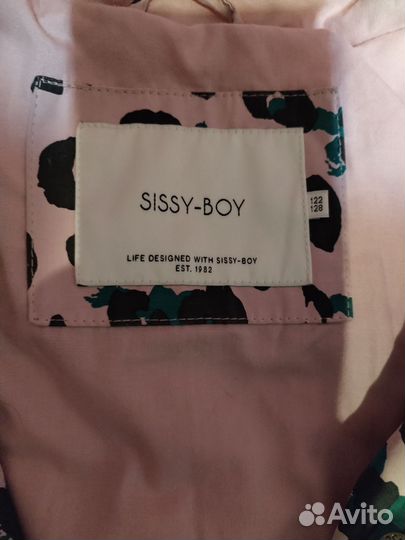 SISSY-BOY
122
128
LIFE DESIGNED WITH SISSY-BOY
EST. 1982
Avito